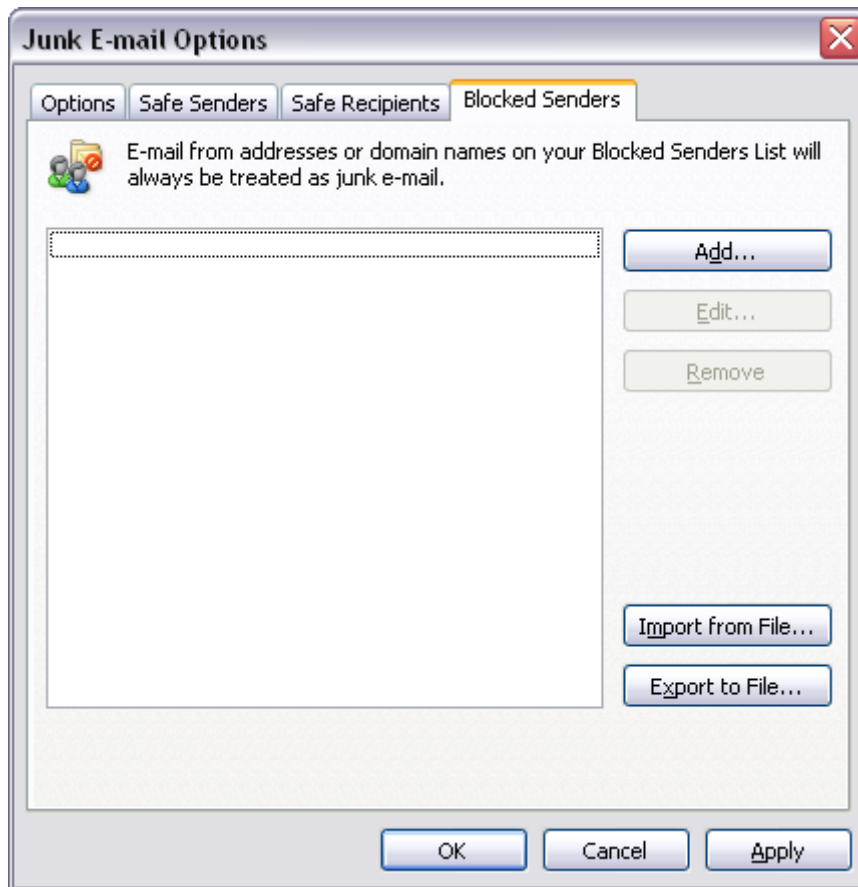 Junk E-mail Options
Options
Safe Senders
Safe Recipients
Blocked Senders
E-mail from addresses or domain names on your Blocked Senders List will
always be treated as junk e-mail.
Add...
Edit...
Remove
Import from File...
Export to File...
OK
Cancel
Apply